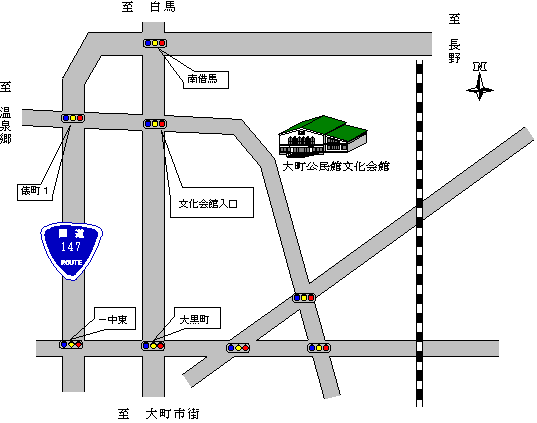 至 白馬
至 長野
N
南借馬
至 温泉郷
大町公民館文化会館
俵町1
文化会館入口
国道
147
ROUTE
一中東
大黒町
至 大町市街